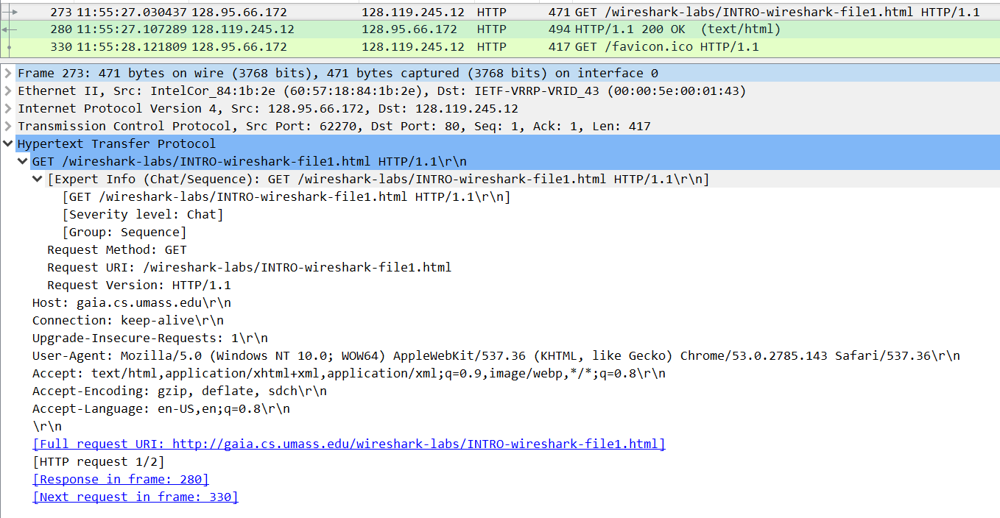 273 11:55:27.030437 128.95.66.172 128.119.245.12 HTTP 471 GET /wireshark-labs/INTRO-wireshark-file1.html HTTP/1.1
280 11:55:27.107289 128.119.245.12 128.95.66.172 HTTP 494 HTTP/1.1 200 OK (text/html)
330 11:55:28.121809 128.95.66.172 128.119.245.12 HTTP 417 GET /favicon.ico HTTP/1.1
Frame 273: 471 bytes on wire (3768 bits), 471 bytes captured (3768 bits) on interface 0
Ethernet II, Src: IntelCor_84:1b:2e (60:57:18:84:1b:2e), Dst: IETF-VRRP-VRID_43 (00:00:5e:00:01:43)
Internet Protocol Version 4, Src: 128.95.66.172, Dst: 128.119.245.12
Transmission Control Protocol, Src Port: 62270, Dst Port: 80, Seq: 1, Ack: 1, Len: 417
Hypertext Transfer Protocol
GET /wireshark-labs/INTRO-wireshark-file1.html HTTP/1.1\r\n
[Expert Info (Chat/Sequence): GET /wireshark-labs/INTRO-wireshark-file1.html HTTP/1.1\r\n]
[GET /wireshark-labs/INTRO-wireshark-file1.html HTTP/1.1\r\n]
[Severity level: Chat]
[Group: Sequence]
Request Method: GET
Request URI: /wireshark-labs/INTRO-wireshark-file1.html
Request Version: HTTP/1.1
Host: gaia.cs.umass.edu\r\n
Connection: keep-alive\r\n
Upgrade-Insecure-Requests: 1\r\n
User-Agent: Mozilla/5.0 (Windows NT 10.0; WOW64) AppleWebKit/537.36 (KHTML, like Gecko) Chrome/53.0.2785.143 Safari/537.36\r\n
Accept: text/html,application/xhtml+xml,application/xml;q=0.9,image/webp,*/*;q=0.8\r\n
Accept-Encoding: gzip, deflate, sdch\r\n
Accept-Language: en-US,en;q=0.8\r\n
\r\n
[Full request URI: http://gaia.cs.umass.edu/wireshark-labs/INTRO-wireshark-file1.html]
[HTTP request 1/2]
[Response in frame: 280]
[Next request in frame: 330]